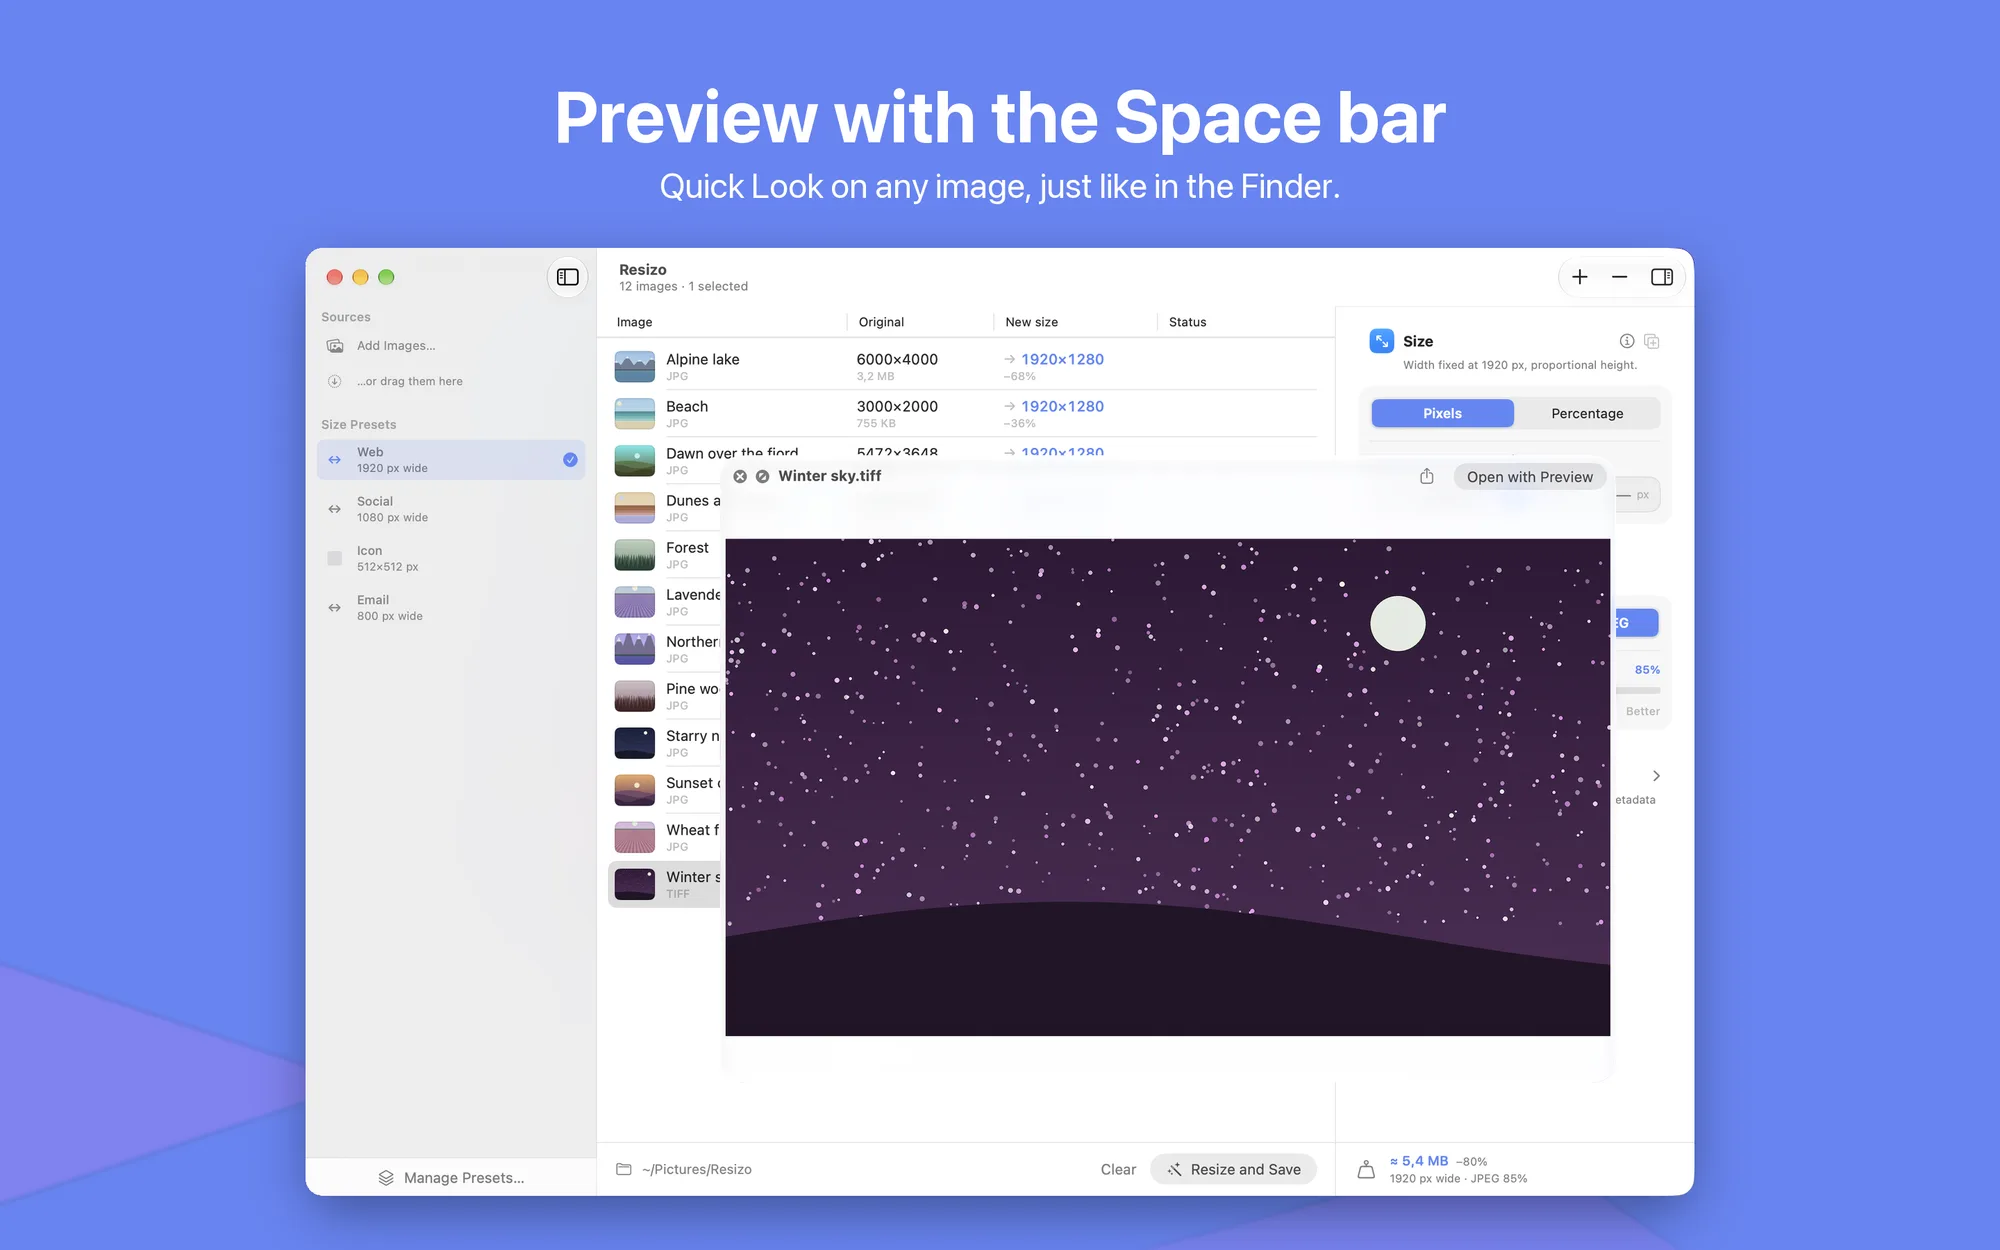 Preview with the Space bar
Quick Look on any image, just like in the Finder.
Sources
Add Images...
...or drag them here
Size Presets
Web
1920 px wide
Social
1080 px wide
Icon
512×512 px
Email
800 px wide
Manage Presets...
Resizo
12 images · 1 selected
Image Original New size Status
Alpine lake 6000×4000 → 1920×1280
JPG 3,2 MB −68%
Beach 3000×2000 → 1920×1280
JPG 755 KB −36%
Dawn over the fjord 5472×3648 → 1920×1280
JPG
Dunes a
JPG
Forest
JPG
Lavende
JPG
Norther
JPG
Pine wo
JPG
Starry n
JPG
Sunset
JPG
Wheat f
JPG
Winter s
TIFF
Winter sky.tiff
Open with Preview
Size
Width fixed at 1920 px, proportional height.
Pixels Percentage
— px
EG
85%
Better
etadata
~/Pictures/Resizo
Clear
Resize and Save
≈ 5,4 MB −80%
1920 px wide · JPEG 85%